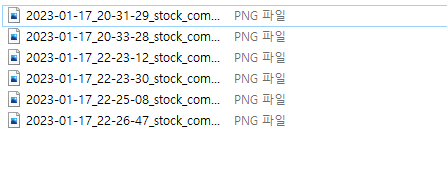 2023-01-17_20-31-29_stock_com... PNG 파일
2023-01-17_20-33-28_stock_com... PNG 파일
2023-01-17_22-23-12_stock_com... PNG 파일
2023-01-17_22-23-30_stock_com... PNG 파일
2023-01-17_22-25-08_stock_com... PNG 파일
2023-01-17_22-26-47_stock_com... PNG 파일